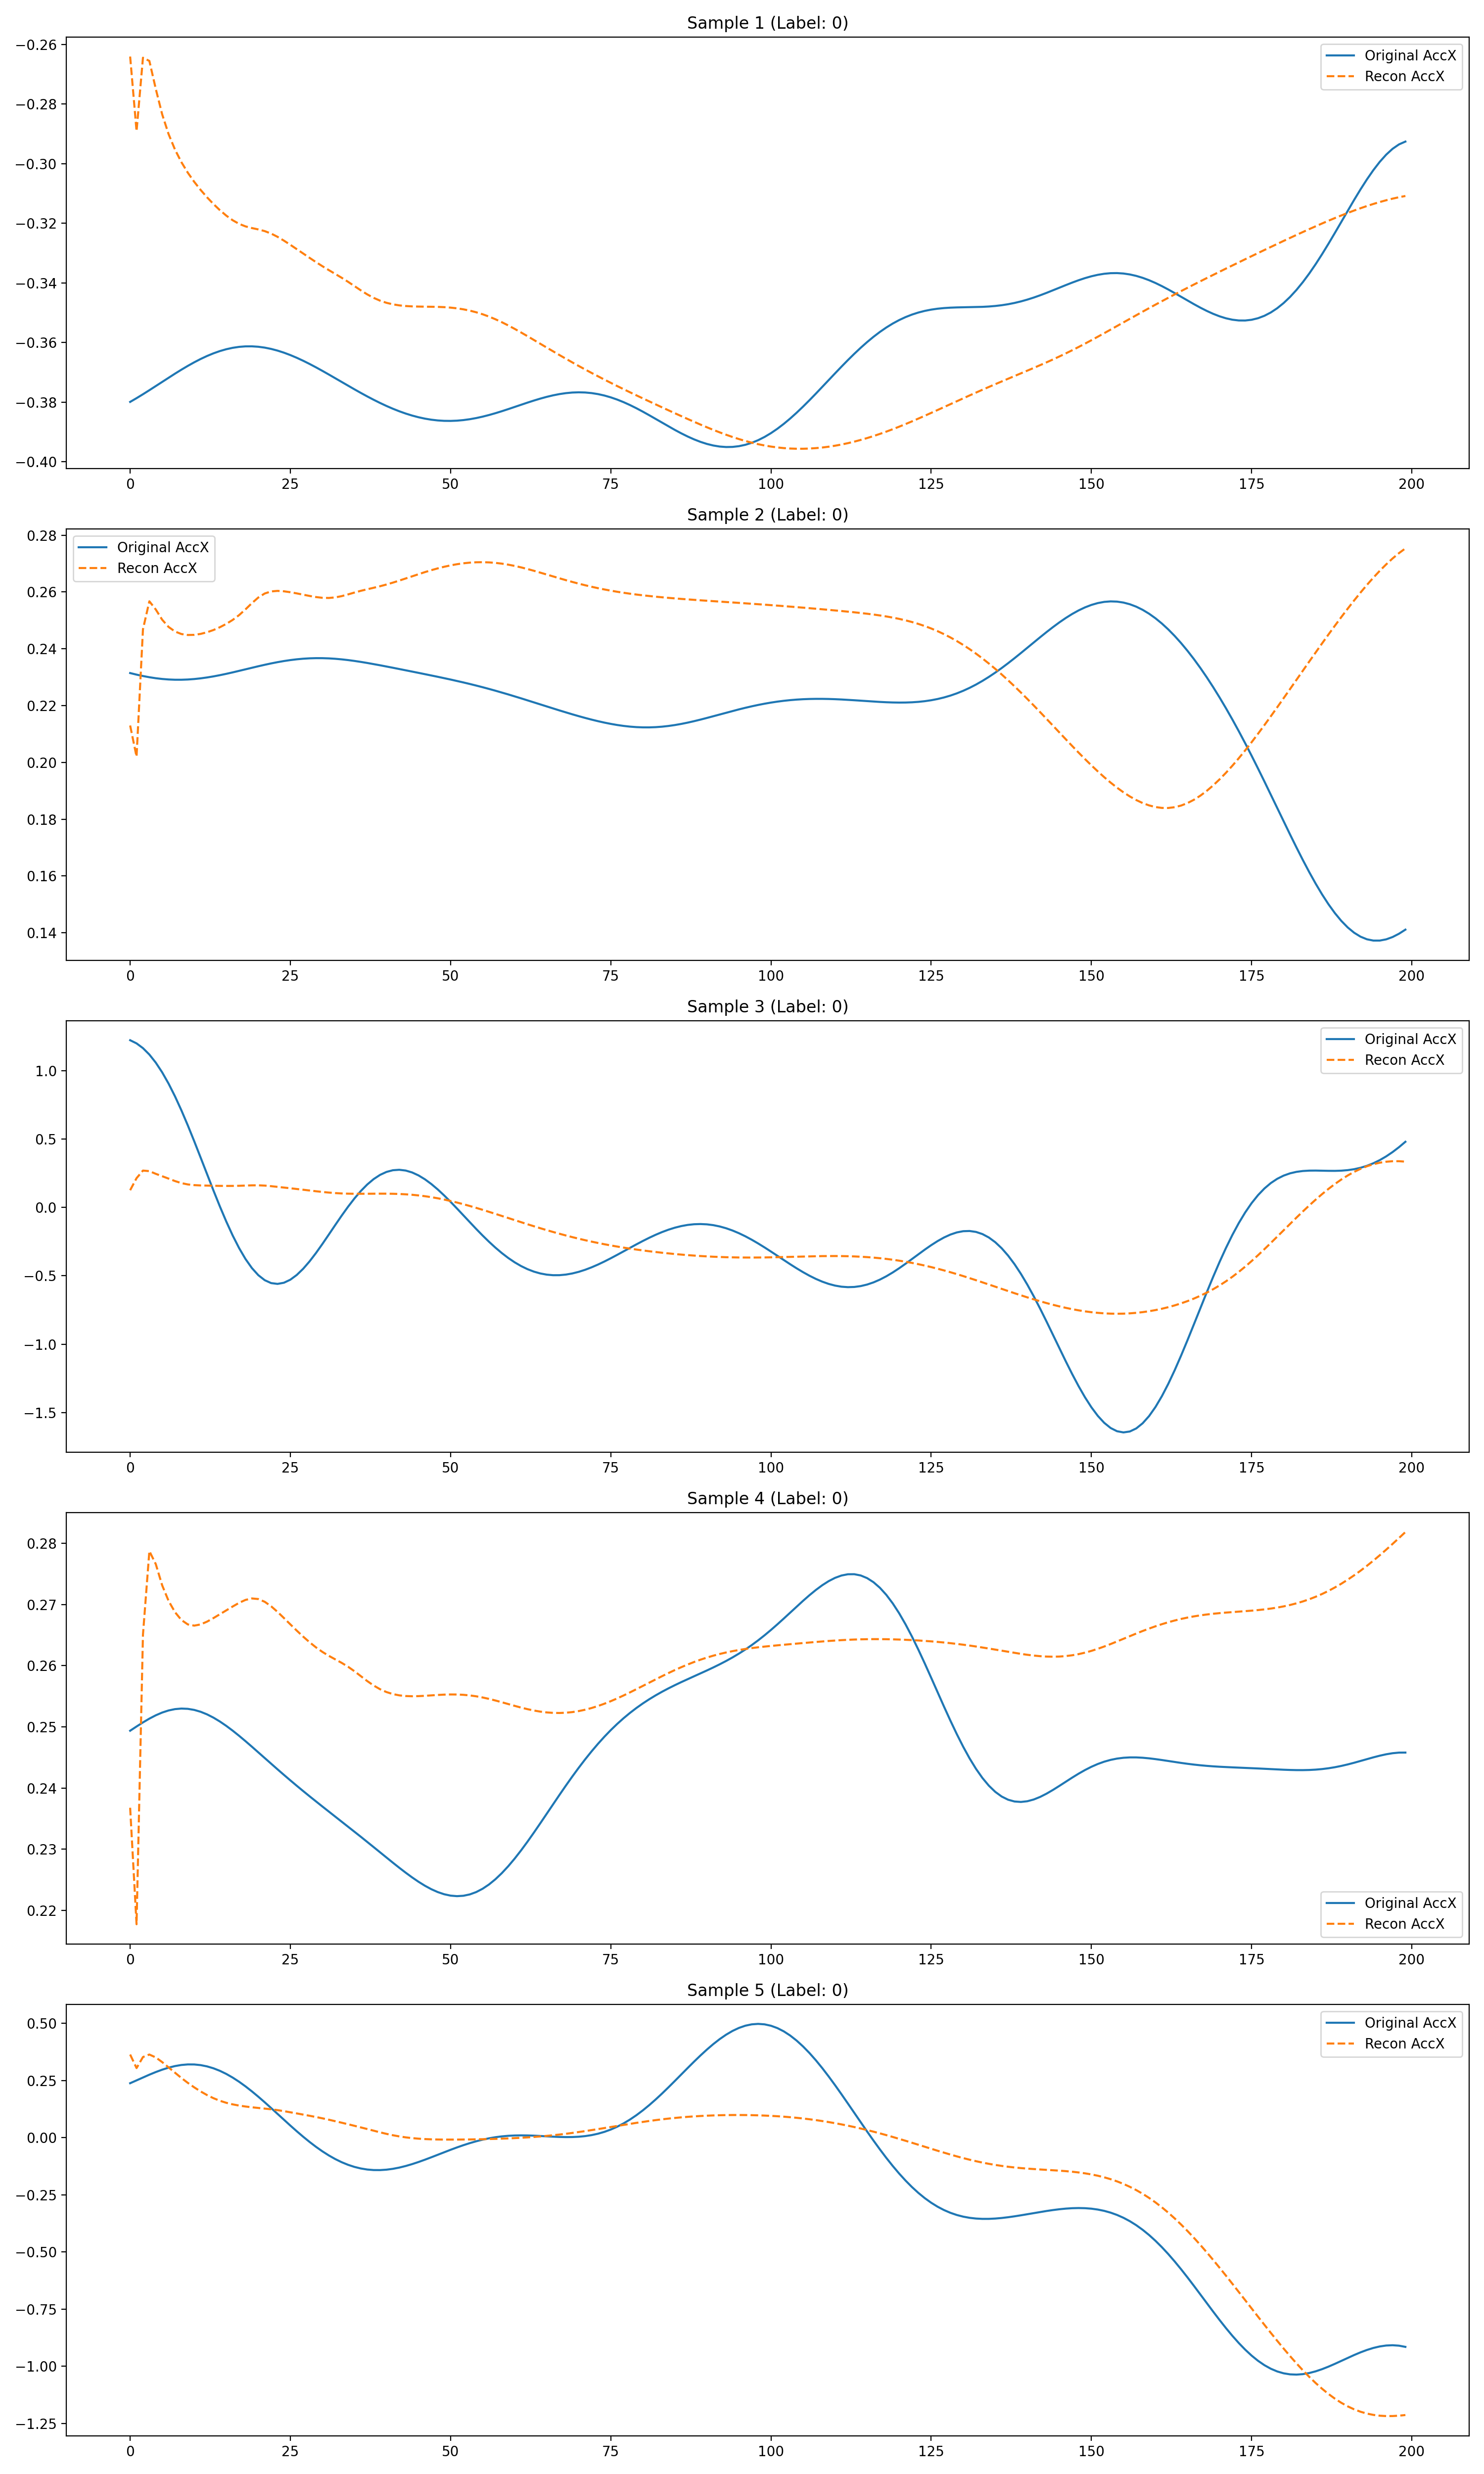 Sample 1 (Label: 0)
−0.26
−0.28
−0.30
−0.32
−0.34
−0.36
−0.38
−0.40
Original AccX
Recon AccX
0 25 50 75 100 125 150 175 200
Sample 2 (Label: 0)
0.28
0.26
0.24
0.22
0.20
0.18
0.16
0.14
Original AccX
Recon AccX
0 25 50 75 100 125 150 175 200
Sample 3 (Label: 0)
1.0
0.5
0.0
−0.5
−1.0
−1.5
Original AccX
Recon AccX
0 25 50 75 100 125 150 175 200
Sample 4 (Label: 0)
0.28
0.27
0.26
0.25
0.24
0.23
0.22
Original AccX
Recon AccX
0 25 50 75 100 125 150 175 200
Sample 5 (Label: 0)
0.50
0.25
0.00
−0.25
−0.50
−0.75
−1.00
−1.25
Original AccX
Recon AccX
0 25 50 75 100 125 150 175 200